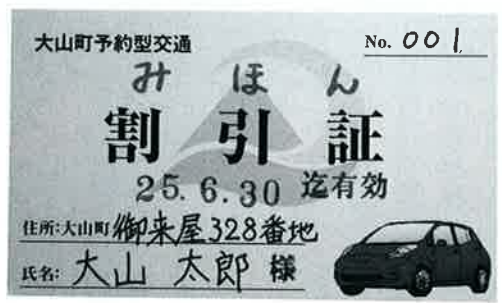 大山町予約型交通
No. 001
みほん
割引証
25.6.30 迄有効
住所:大山町 御来屋328番地
氏名: 大山 太郎 様